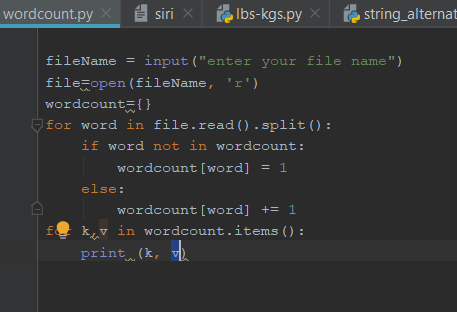 wordcount.py siri lbs-kgs.py string_alternat
fileName = input("enter your file name")
file=open(fileName, 'r')
wordcount={}
for word in file.read().split():
    if word not in wordcount:
        wordcount[word] = 1
    else:
        wordcount[word] += 1
for k,v in wordcount.items():
    print (k, v)